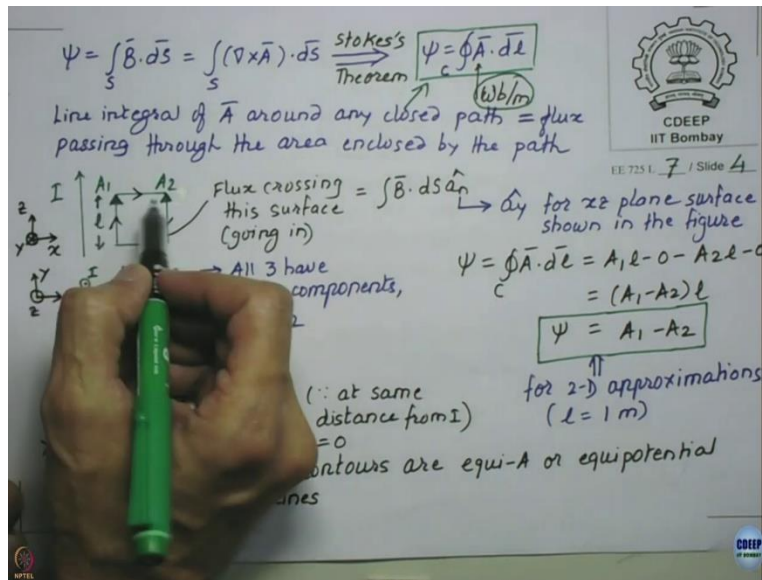 Ψ = ∫_S B̄·ds̄ = ∫_S (∇×Ā)·ds̄ Stokes's Theorem ⟹ Ψ = ∮_C Ā·dl̄
Wb/m
Line integral of Ā around any closed path = flux
passing through the area enclosed by the path
CDEEP
IIT Bombay
EE 725 L 7 / Slide 4
I A1 A2
l
Z Y X
Flux crossing this surface (going in) = ∫ B̄·ds ân
ây for xz plane surface
shown in the figure
Y Z I
→ All 3 have
components,
Ψ = ∮_C Ā·dl̄ = A1l - 0 - A2l - 0
= (A1 - A2) l
Ψ = A1 - A2
for 2-D approximations
(l = 1 m)
(∵ at same
distance from I)
= 0
contours are equi-A or equipotential
NPTEL
CDEEP
IIT BOMBAY